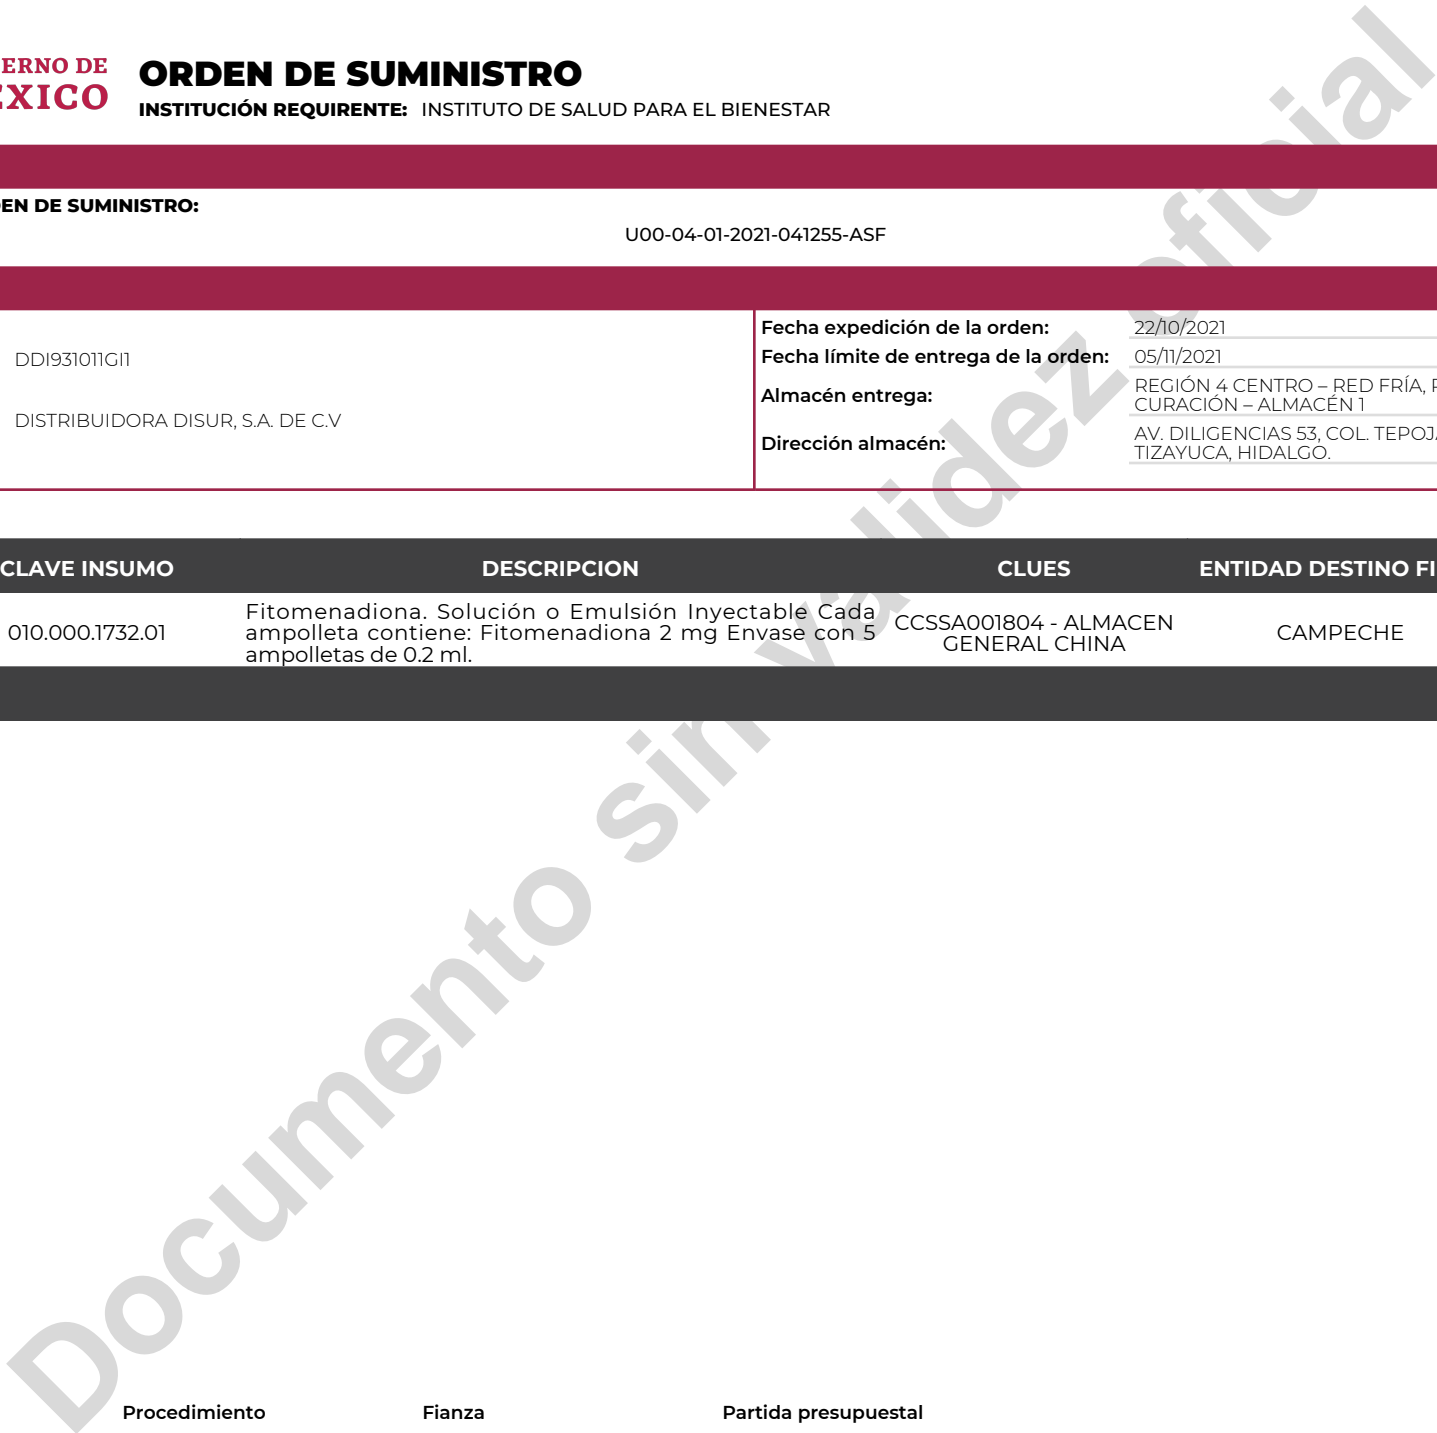 ERNO DE
EXICO
ORDEN DE SUMINISTRO
INSTITUCIÓN REQUIRENTE: INSTITUTO DE SALUD PARA EL BIENESTAR
EN DE SUMINISTRO:
U00-04-01-2021-041255-ASF
DDI931011GI1
DISTRIBUIDORA DISUR, S.A. DE C.V
Fecha expedición de la orden: 22/10/2021
Fecha límite de entrega de la orden: 05/11/2021
Almacén entrega: REGIÓN 4 CENTRO – RED FRÍA,
CURACIÓN – ALMACÉN 1
Dirección almacén: AV. DILIGENCIAS 53, COL. TEPOJA
TIZAYUCA, HIDALGO.
CLAVE INSUMO DESCRIPCION CLUES ENTIDAD DESTINO FI
010.000.1732.01
Fitomenadiona. Solución o Emulsión Inyectable Cada
ampolleta contiene: Fitomenadiona 2 mg Envase con 5
ampolletas de 0.2 ml.
CCSSA001804 - ALMACEN
GENERAL CHINA
CAMPECHE
Documento sin validez oficial
Procedimiento Fianza Partida presupuestal